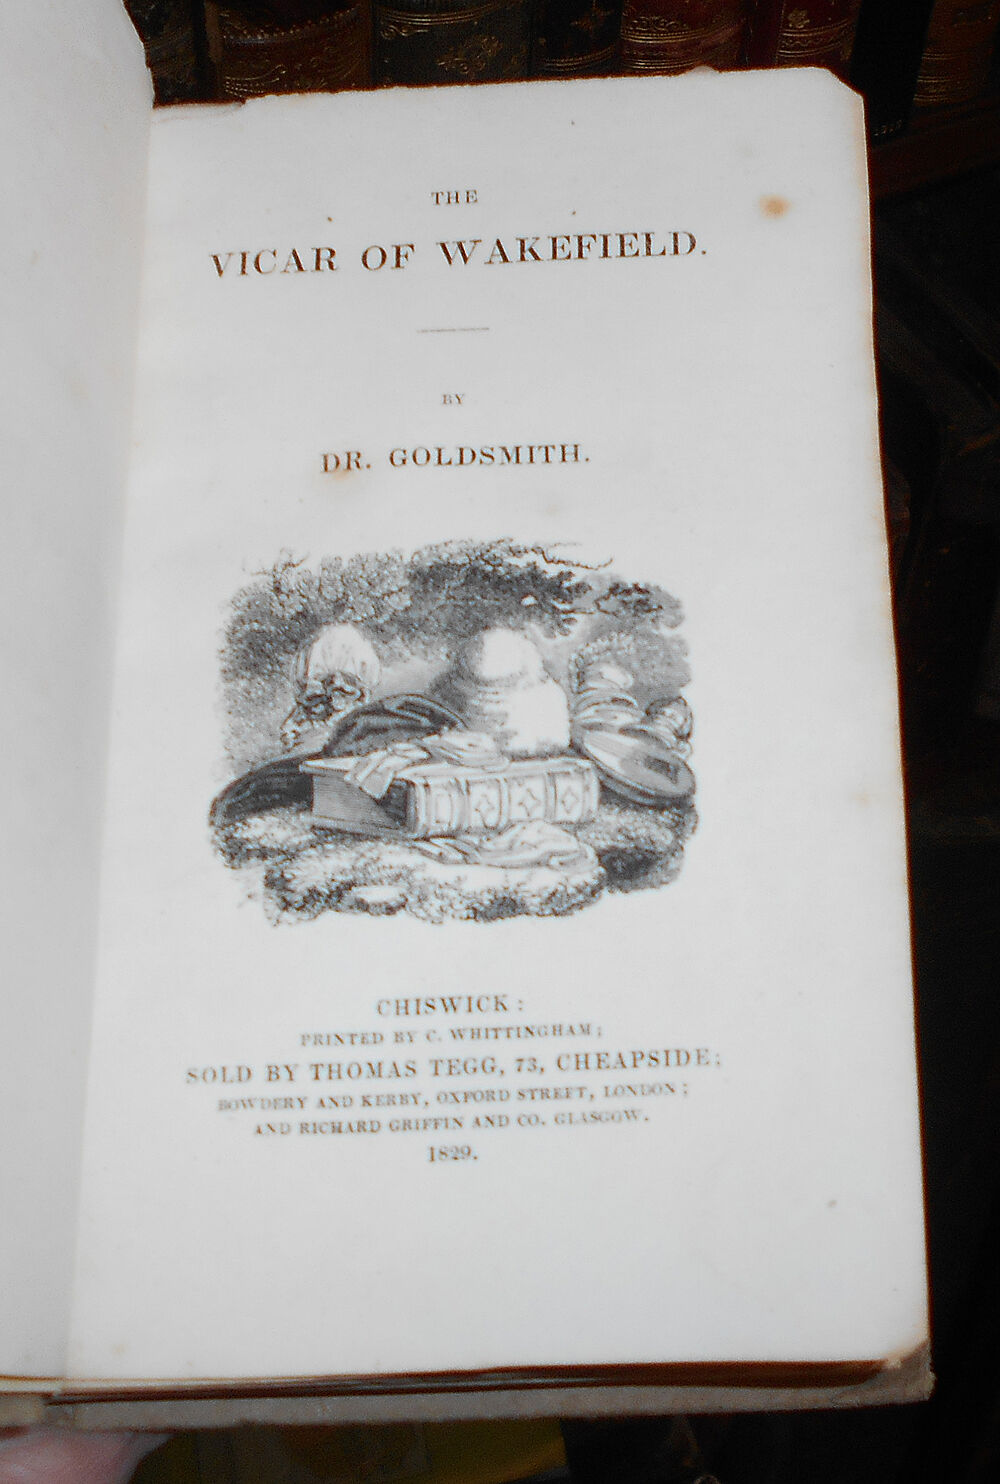 THE
VICAR OF WAKEFIELD.
BY
DR. GOLDSMITH.
CHISWICK:
PRINTED BY C. WHITTINGHAM;
SOLD BY THOMAS TEGG, 73, CHEAPSIDE;
BOWDERY AND KERBY, OXFORD STREET, LONDON;
AND RICHARD GRIFFIN AND CO. GLASGOW.
1829.